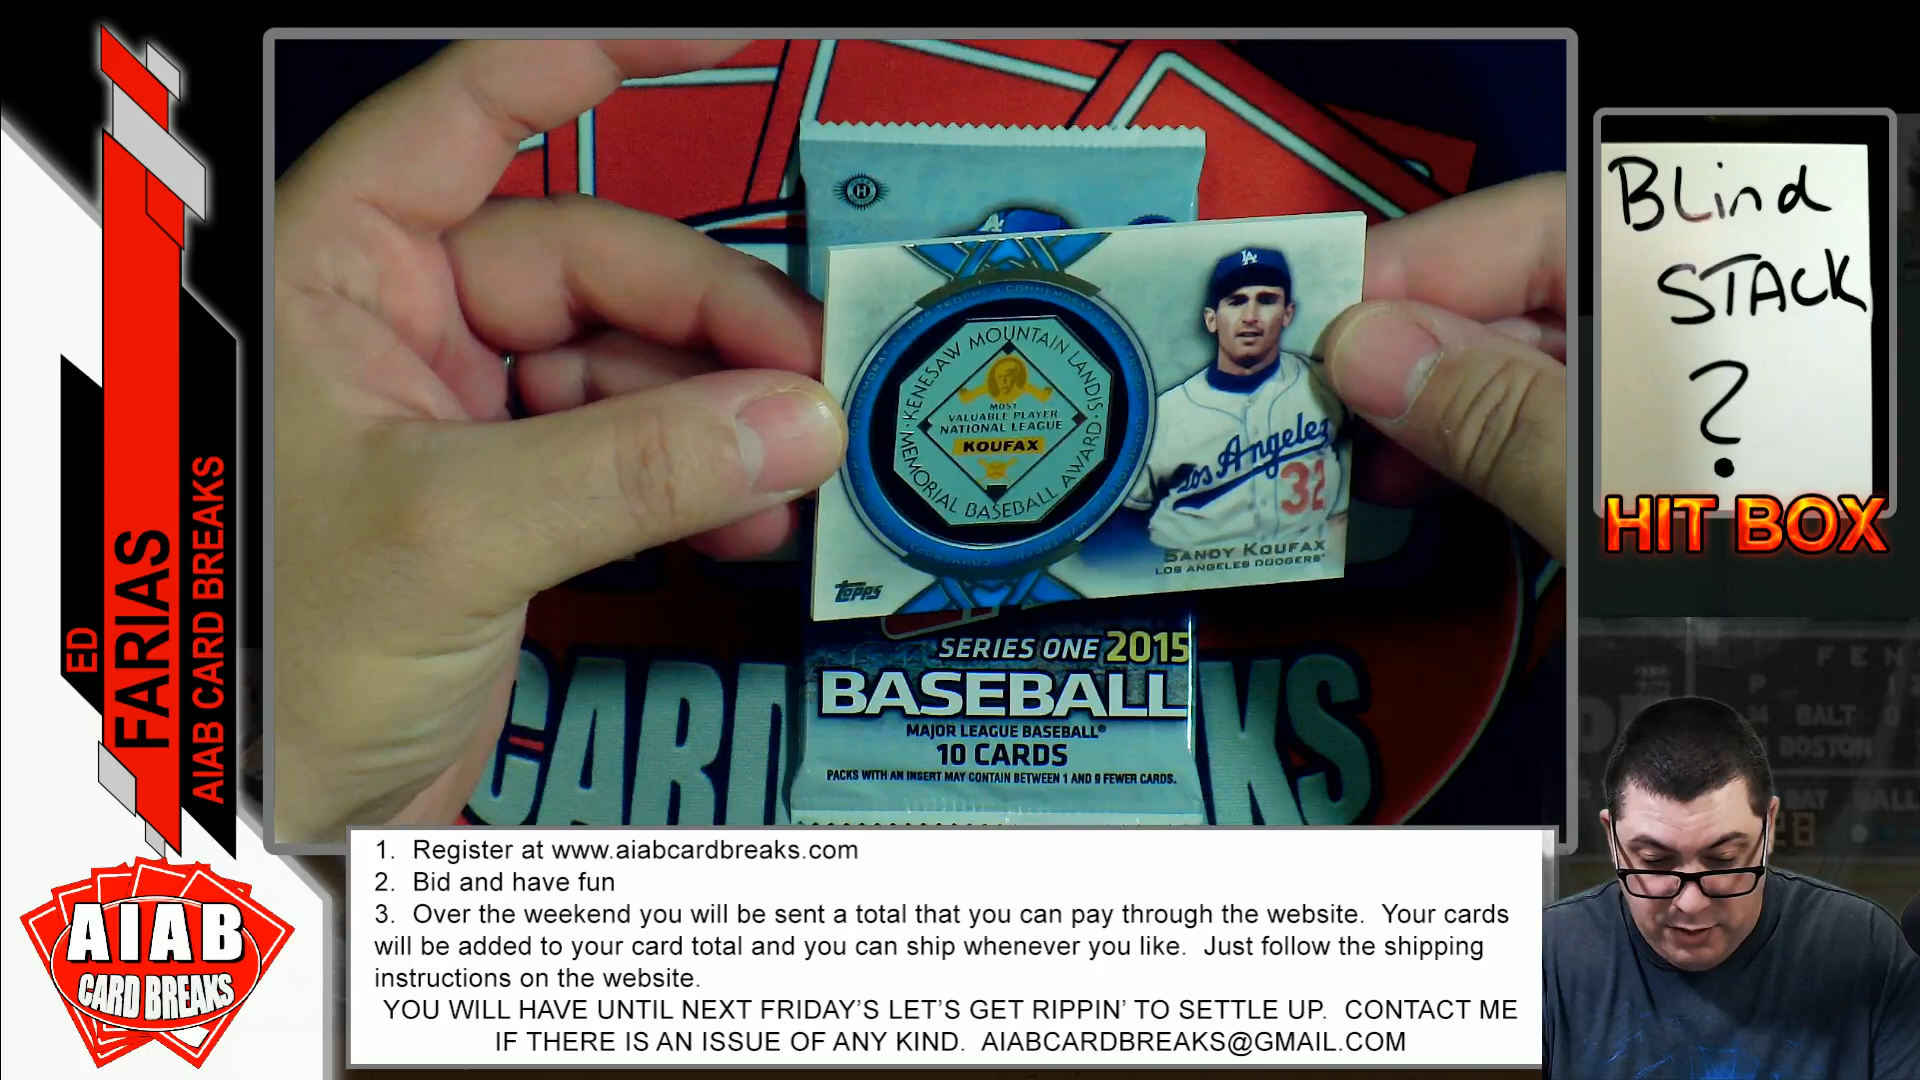 ED
FARIAS
AIAB CARD BREAKS
AIAB
CARD BREAKS
KENESAW MOUNTAIN LANDIS
MEMORIAL BASEBALL AWARD
MOST
VALUABLE PLAYER
NATIONAL LEAGUE
KOUFAX
Los Angeles
32
SANDY KOUFAX
LOS ANGELES DODGERS
TOPPS
SERIES ONE 2015
BASEBALL
MAJOR LEAGUE BASEBALL®
10 CARDS
PACKS WITH AN INSERT MAY CONTAIN BETWEEN 1 AND 9 FEWER CARDS.
BLind
STACK
?
HIT BOX
BALT 0
BOSTON
1. Register at www.aiabcardbreaks.com
2. Bid and have fun
3. Over the weekend you will be sent a total that you can pay through the website. Your cards
will be added to your card total and you can ship whenever you like. Just follow the shipping
instructions on the website.
YOU WILL HAVE UNTIL NEXT FRIDAY'S LET'S GET RIPPIN' TO SETTLE UP. CONTACT ME
IF THERE IS AN ISSUE OF ANY KIND. AIABCARDBREAKS@GMAIL.COM